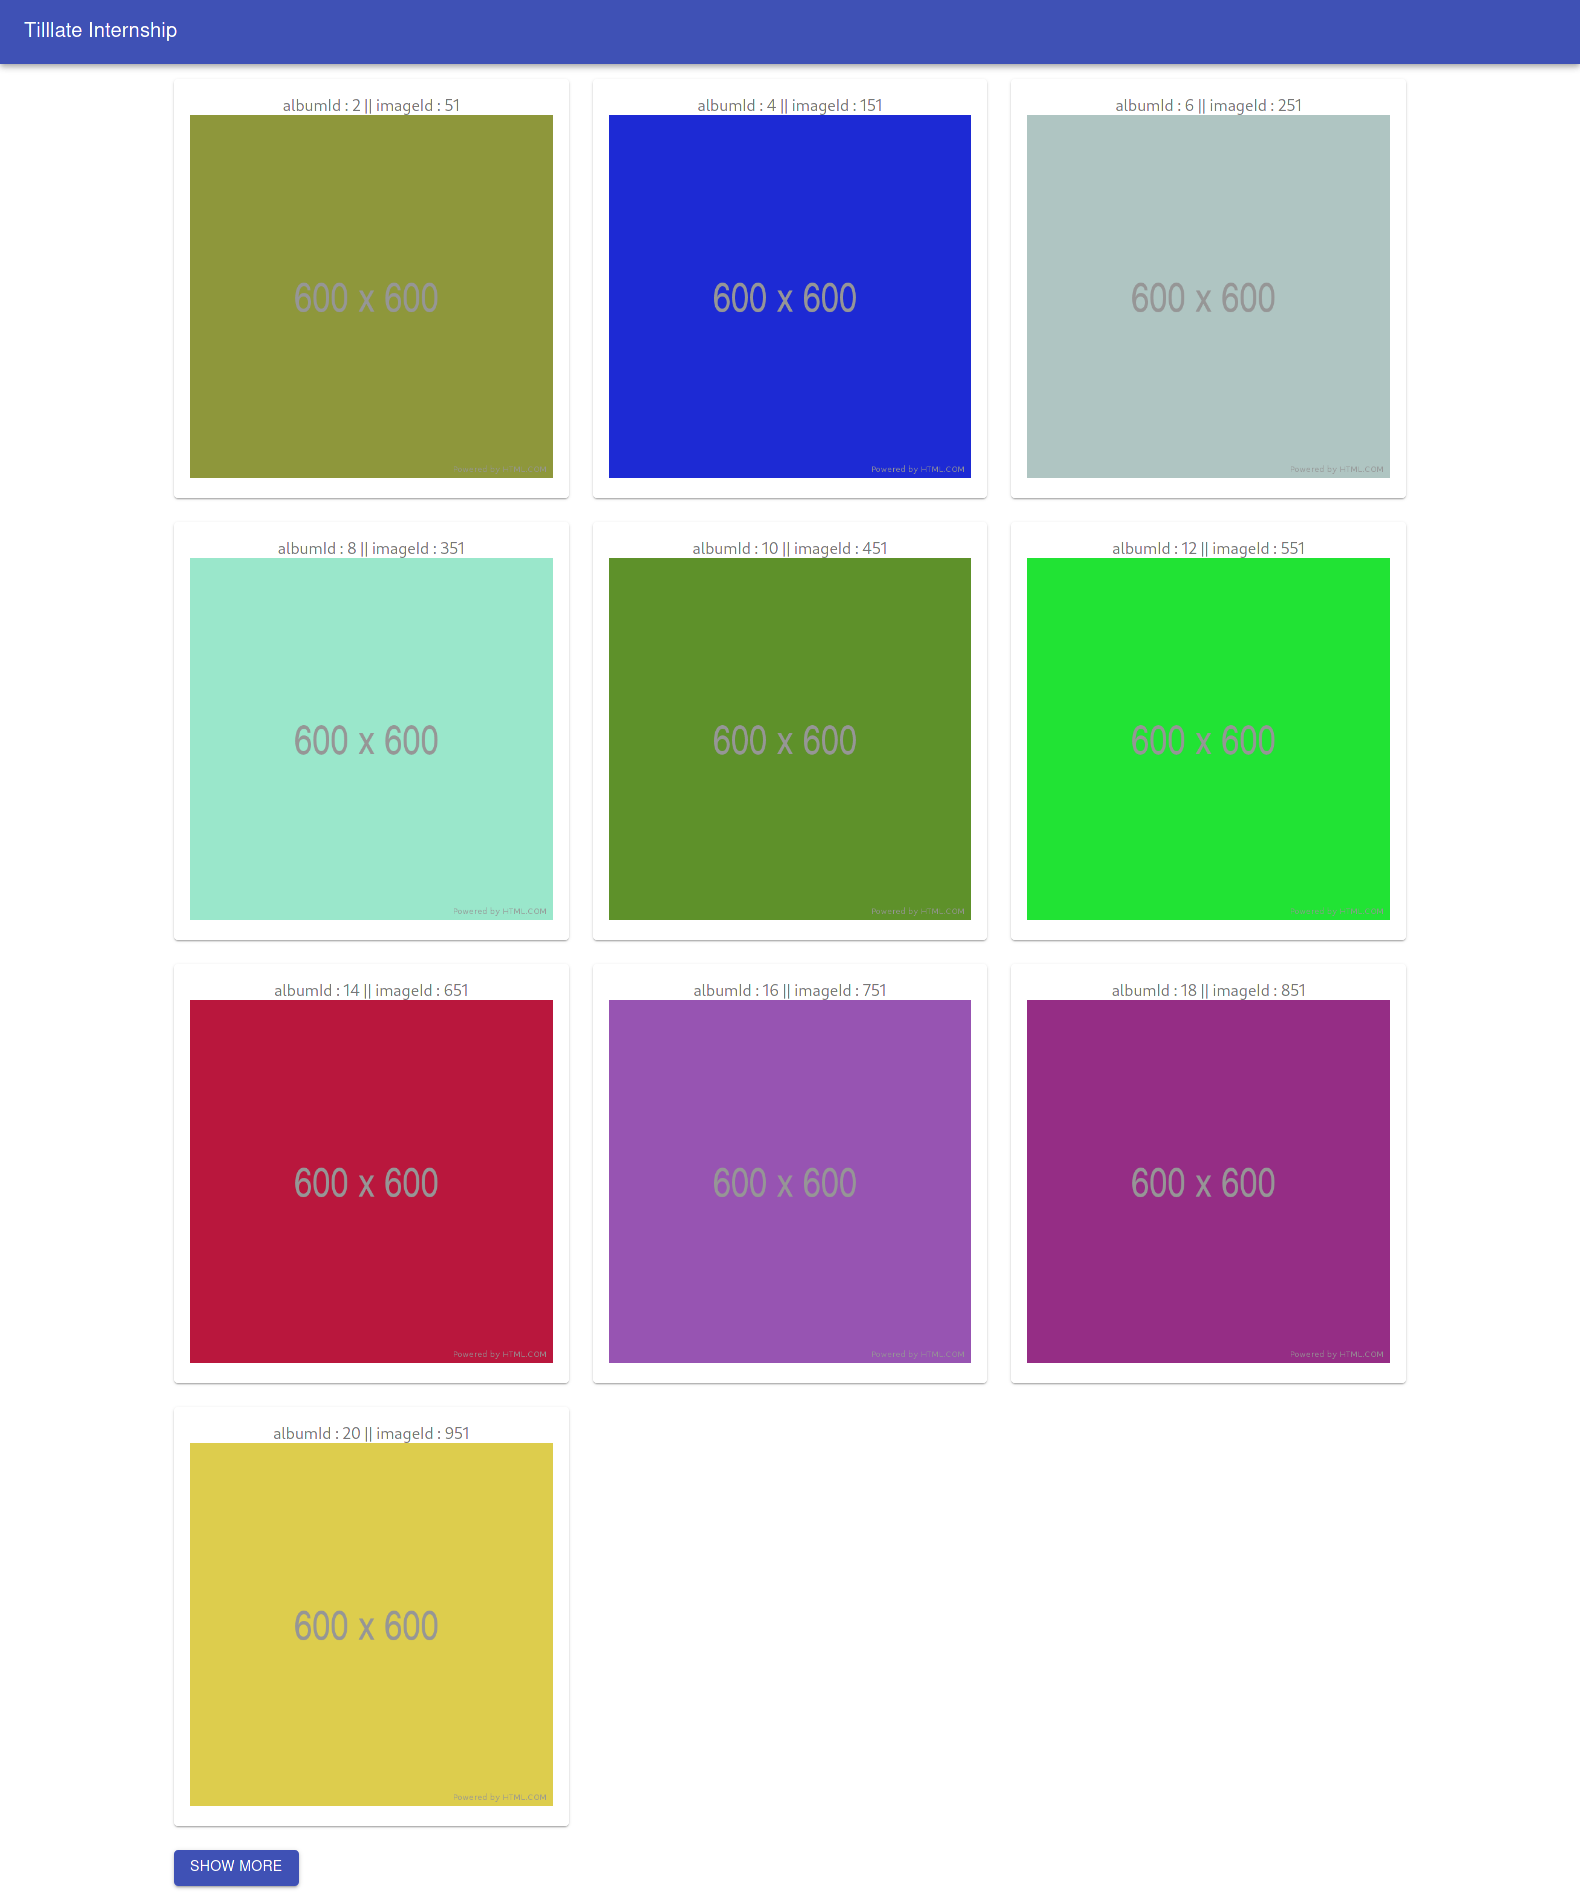 Tilllate Internship
albumId : 2 || imageId : 51
600 x 600
Powered by HTML.COM
albumId : 4 || imageId : 151
600 x 600
Powered by HTML.COM
albumId : 6 || imageId : 251
600 x 600
Powered by HTML.COM
albumId : 8 || imageId : 351
600 x 600
Powered by HTML.COM
albumId : 10 || imageId : 451
600 x 600
Powered by HTML.COM
albumId : 12 || imageId : 551
600 x 600
Powered by HTML.COM
albumId : 14 || imageId : 651
600 x 600
Powered by HTML.COM
albumId : 16 || imageId : 751
600 x 600
Powered by HTML.COM
albumId : 18 || imageId : 851
600 x 600
Powered by HTML.COM
albumId : 20 || imageId : 951
600 x 600
Powered by HTML.COM
SHOW MORE